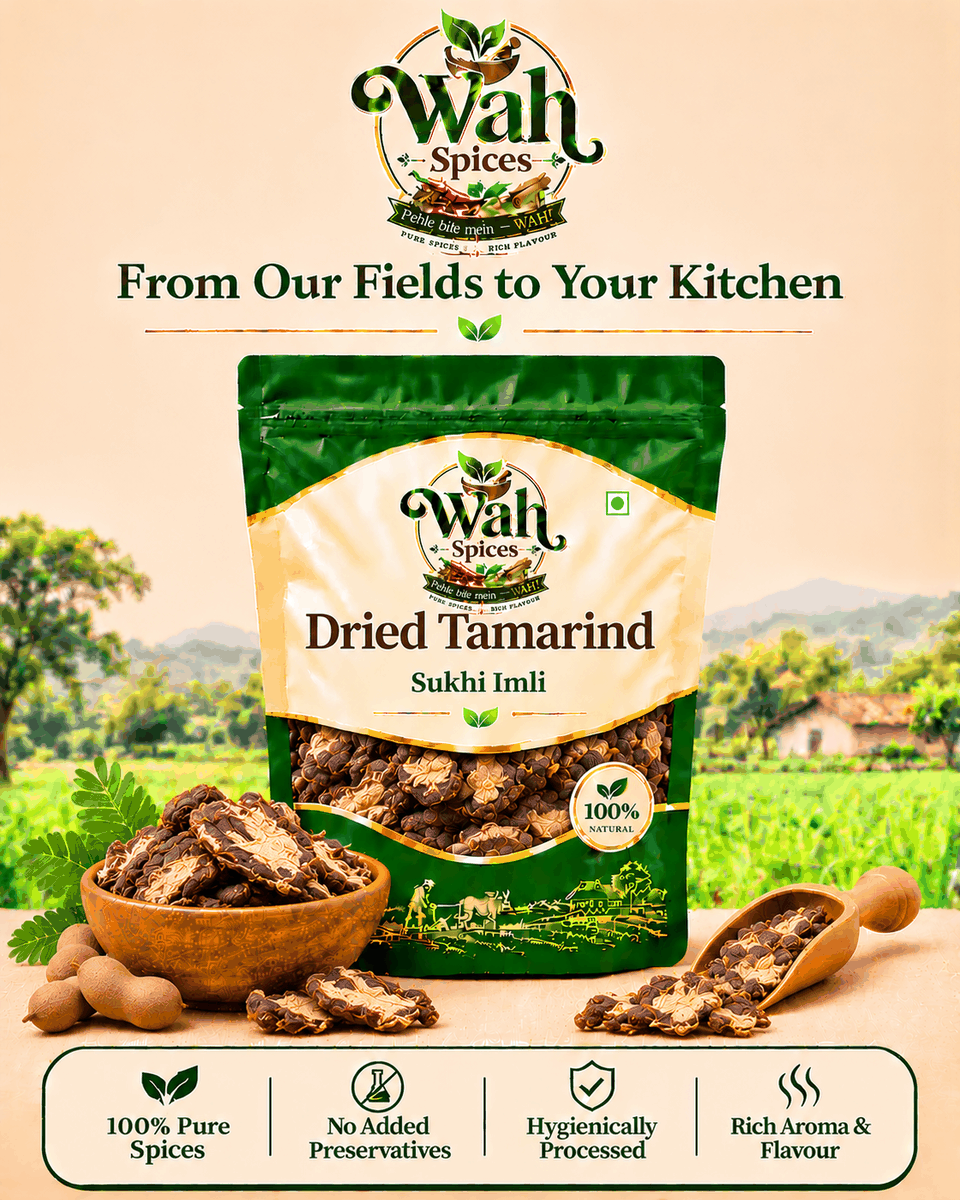 Wah
Spices
Pehle bite mein – WAH!
PURE SPICES RICH FLAVOUR
From Our Fields to Your Kitchen
Wah
Spices
Pehle bite mein – WAH!
PURE SPICES RICH FLAVOUR
Dried Tamarind
Sukhi Imli
100%
NATURAL
100% Pure
Spices
No Added
Preservatives
Hygienically
Processed
Rich Aroma &
Flavour